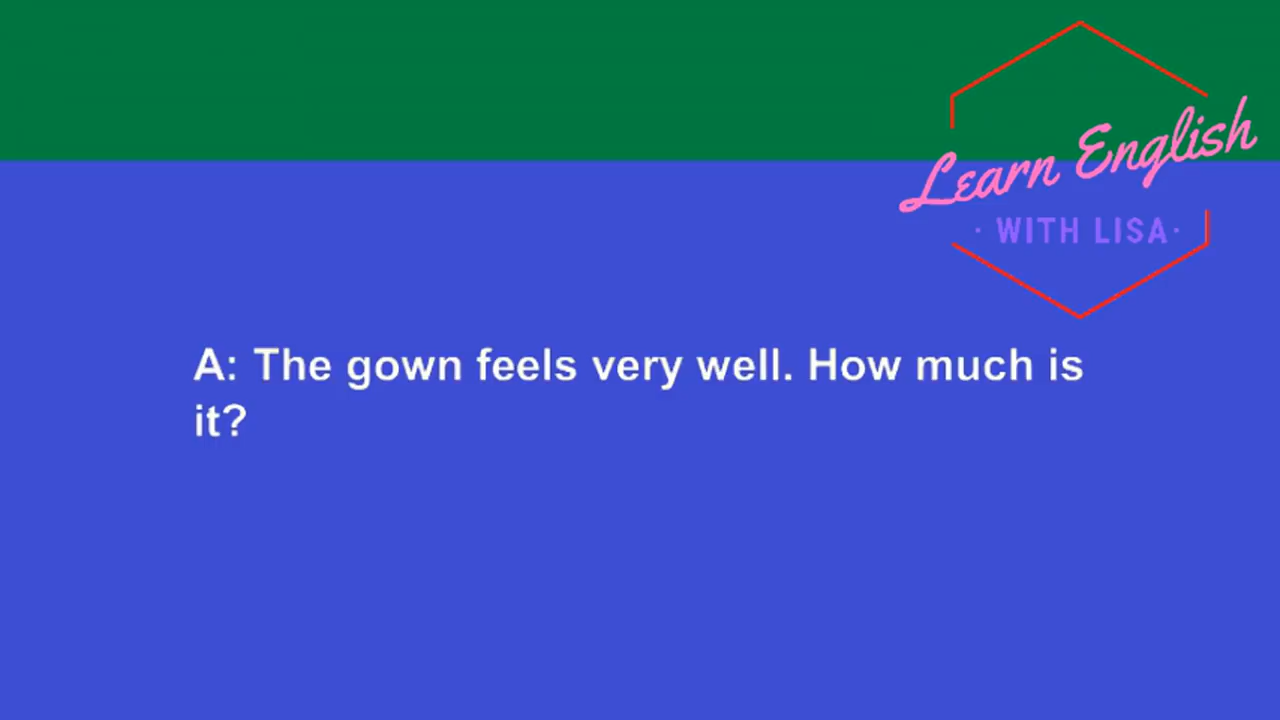 Learn English
· WITH LISA·
A: The gown feels very well. How much is
it?